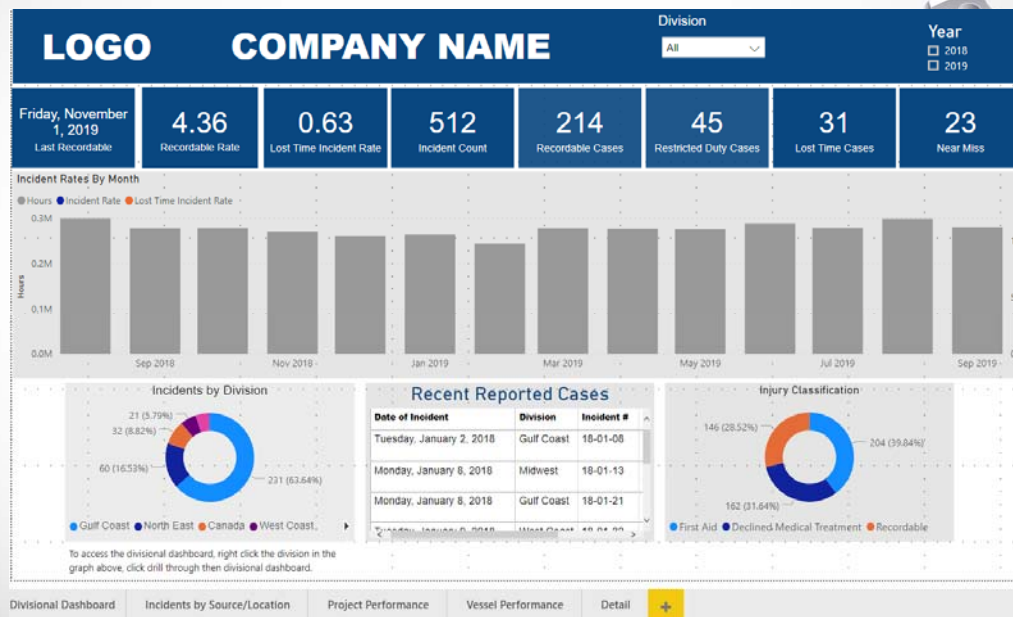 LOGO
COMPANY NAME
Division
All
Year
2018
2019
Friday, November
1, 2019
Last Recordable
4.36
Recordable Rate
0.63
Lost Time Incident Rate
512
Incident Count
214
Recordable Cases
45
Restricted Duty Cases
31
Lost Time Cases
23
Near Miss
Incident Rates By Month
Hours Incident Rate Lost Time Incident Rate
0.3M
0.2M
0.1M
0.0M
Hours
Sep 2018 Nov 2018 Jan 2019 Mar 2019 May 2019 Jul 2019 Sep 2019
Incidents by Division
21 (5.79%)
32 (8.82%)
60 (16.53%)
231 (63.64%)
Gulf Coast North East Canada West Coast,
To access the divisional dashboard, right click the division in the
graph above, click drill through then divisional dashboard.
Recent Reported Cases
Date of Incident Division Incident #
Tuesday, January 2, 2018 Gulf Coast 18-01-08
Monday, January 8, 2018 Midwest 18-01-13
Monday, January 8, 2018 Gulf Coast 18-01-21
Injury Classification
146 (28.52%)
204 (39.84%)
162 (31.64%)
First Aid Declined Medical Treatment Recordable
Divisional Dashboard Incidents by Source/Location Project Performance Vessel Performance Detail +